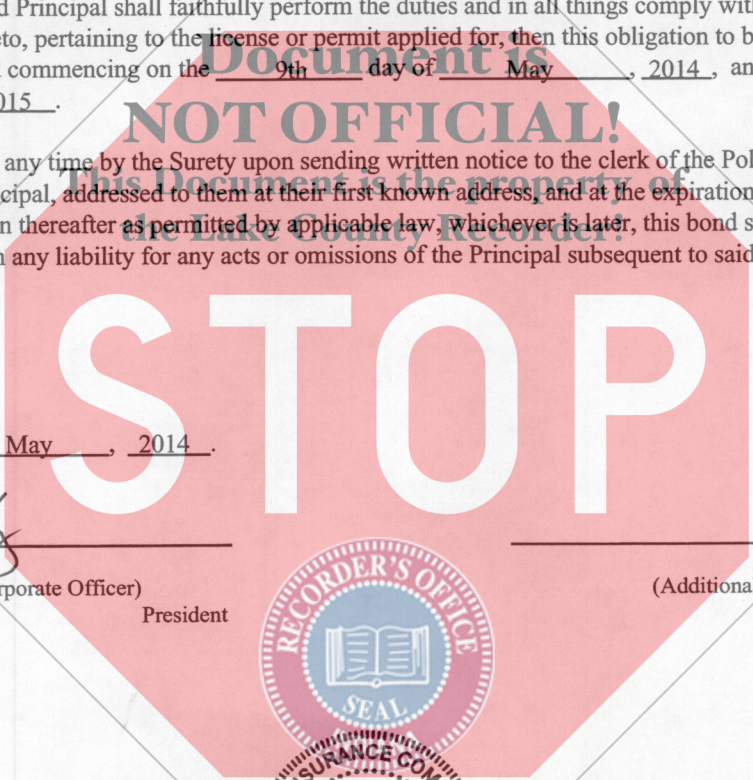 d Principal shall faithfully perform the duties and in all things comply wit
eto, pertaining to the license or permit applied for, then this obligation to b
Document is
commencing on the 9th day of May , 2014 , an
015 .
NOT OFFICIAL!
any time by the Surety upon sending written notice to the clerk of the Pol
This Document is the property of
cipal, addressed to them at their first known address, and at the expiration
n thereafter as permitted by applicable law, whichever is later, this bond s
the Lake County Recorder!
any liability for any acts or omissions of the Principal subsequent to said
STOP
May , 2014 .
rporate Officer)
(Additiona
President
RECORDER'S OFFICE
SEAL
SURANCE COM